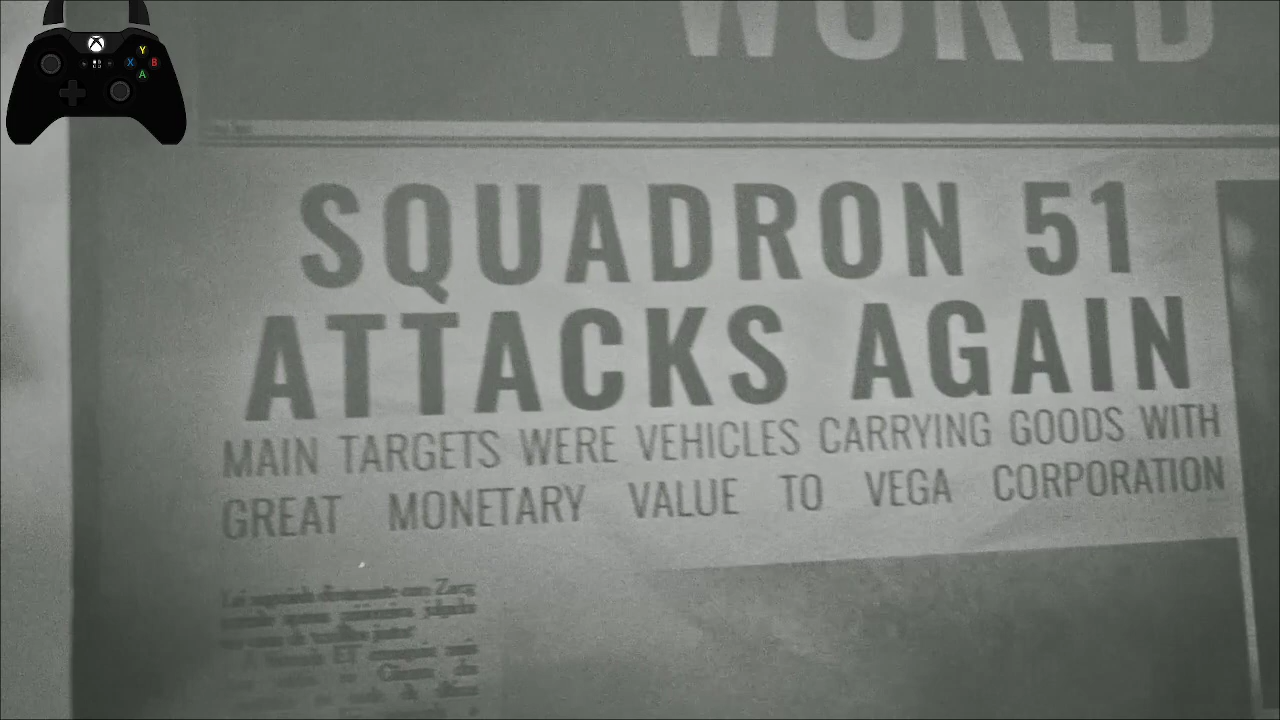 WORLD
Y
X B
A
SQUADRON 51
ATTACKS AGAIN
MAIN TARGETS WERE VEHICLES CARRYING GOODS WITH
GREAT MONETARY VALUE TO VEGA CORPORATION